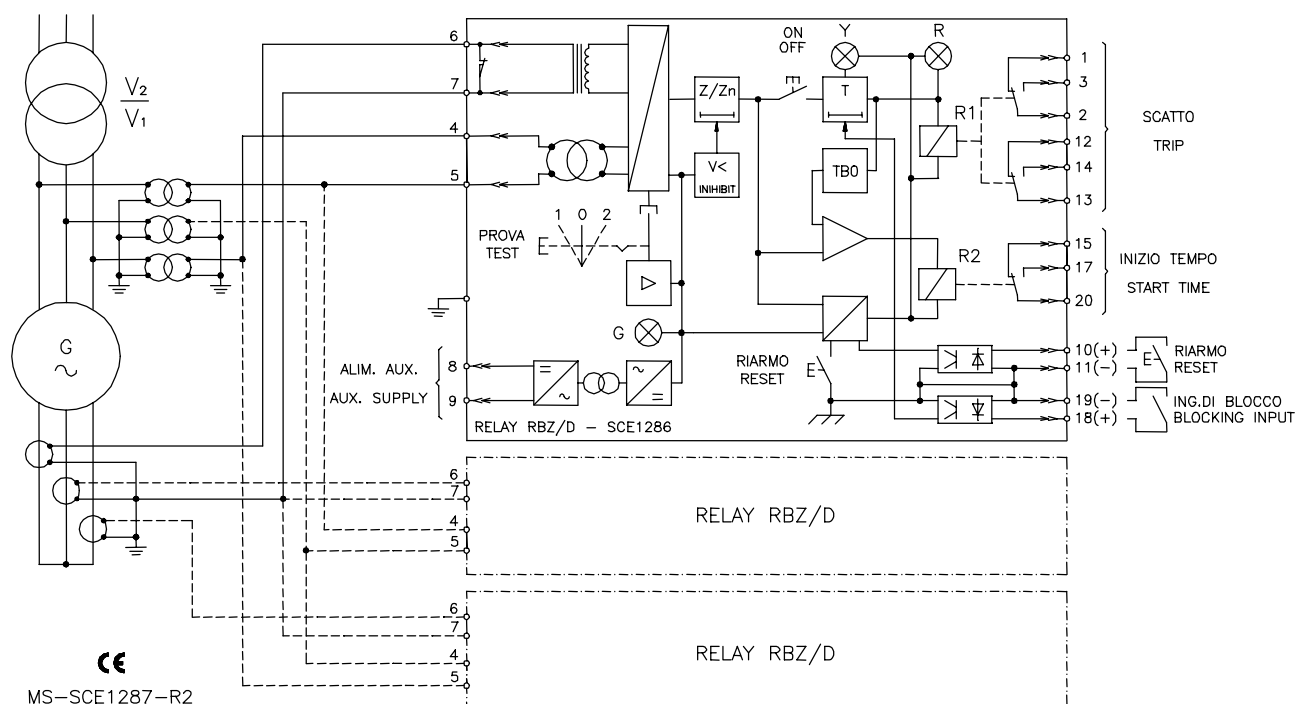 V2
V1
G
~
6
7
4
5
ON
OFF
Y
R
Z/Zn
T
V<
INIHIBIT
TBO
R1
R2
PROVA
TEST
1 0 2
G
RIARMO
RESET
ALIM. AUX.
AUX. SUPPLY
8
9
=
~
~
=
RELAY RBZ/D – SCE1286
1
3
2
12
14
13
SCATTO
TRIP
15
17
20
INIZIO TEMPO
START TIME
10(+)
11(–)
E
RIARMO
RESET
19(–)
18(+)
ING.DI BLOCCO
BLOCKING INPUT
6
7
4
5
RELAY RBZ/D
6
7
4
5
RELAY RBZ/D
CE
MS–SCE1287–R2